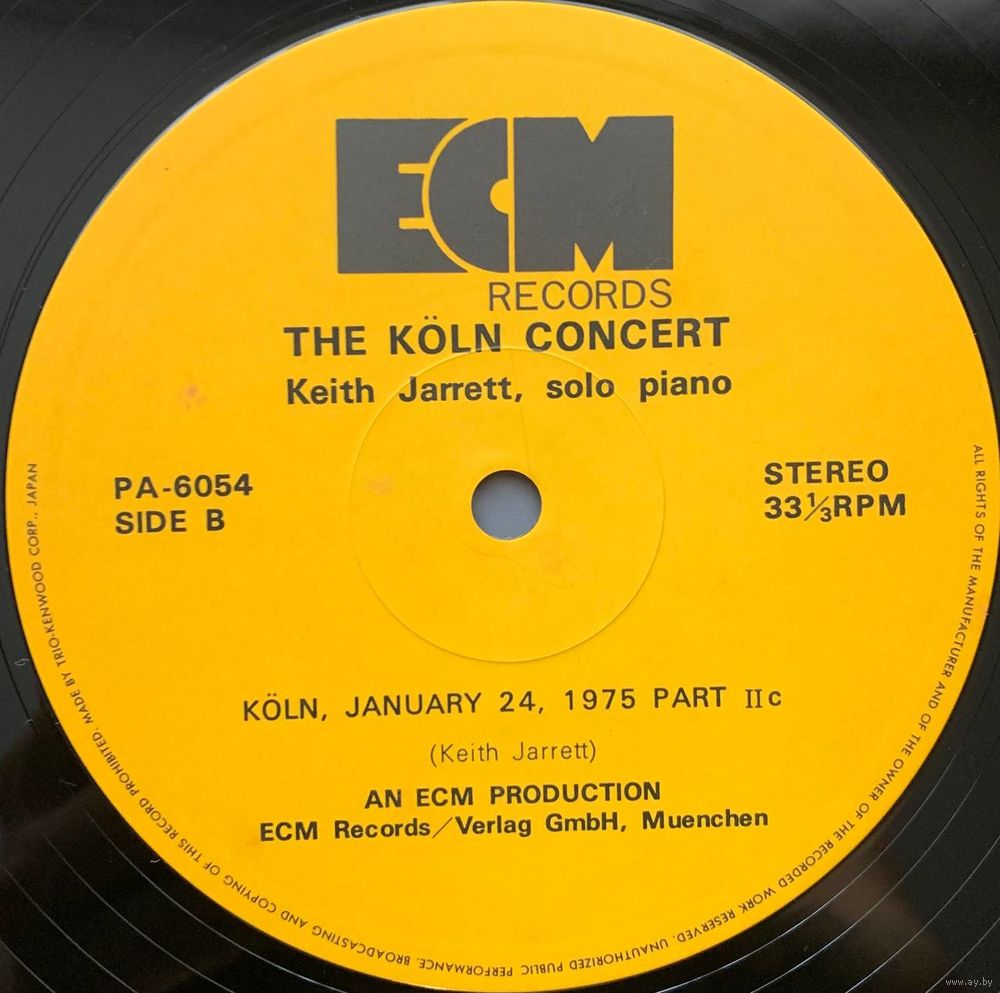 ECM
RECORDS
THE KÖLN CONCERT
Keith Jarrett, solo piano
PA-6054
SIDE B
STEREO
33⅓RPM
KÖLN, JANUARY 24, 1975 PART IIc
(Keith Jarrett)
AN ECM PRODUCTION
ECM Records/Verlag GmbH, Muenchen
ALL RIGHTS OF THE MANUFACTURER AND OF THE OWNER OF THE RECORDED WORK RESERVED. UNAUTHORIZED PUBLIC PERFORMANCE. BROADCASTING AND COPYING OF THIS RECORD PROHIBITED. MADE BY TRIO-KENWOOD CORP., JAPAN
www.ay.by